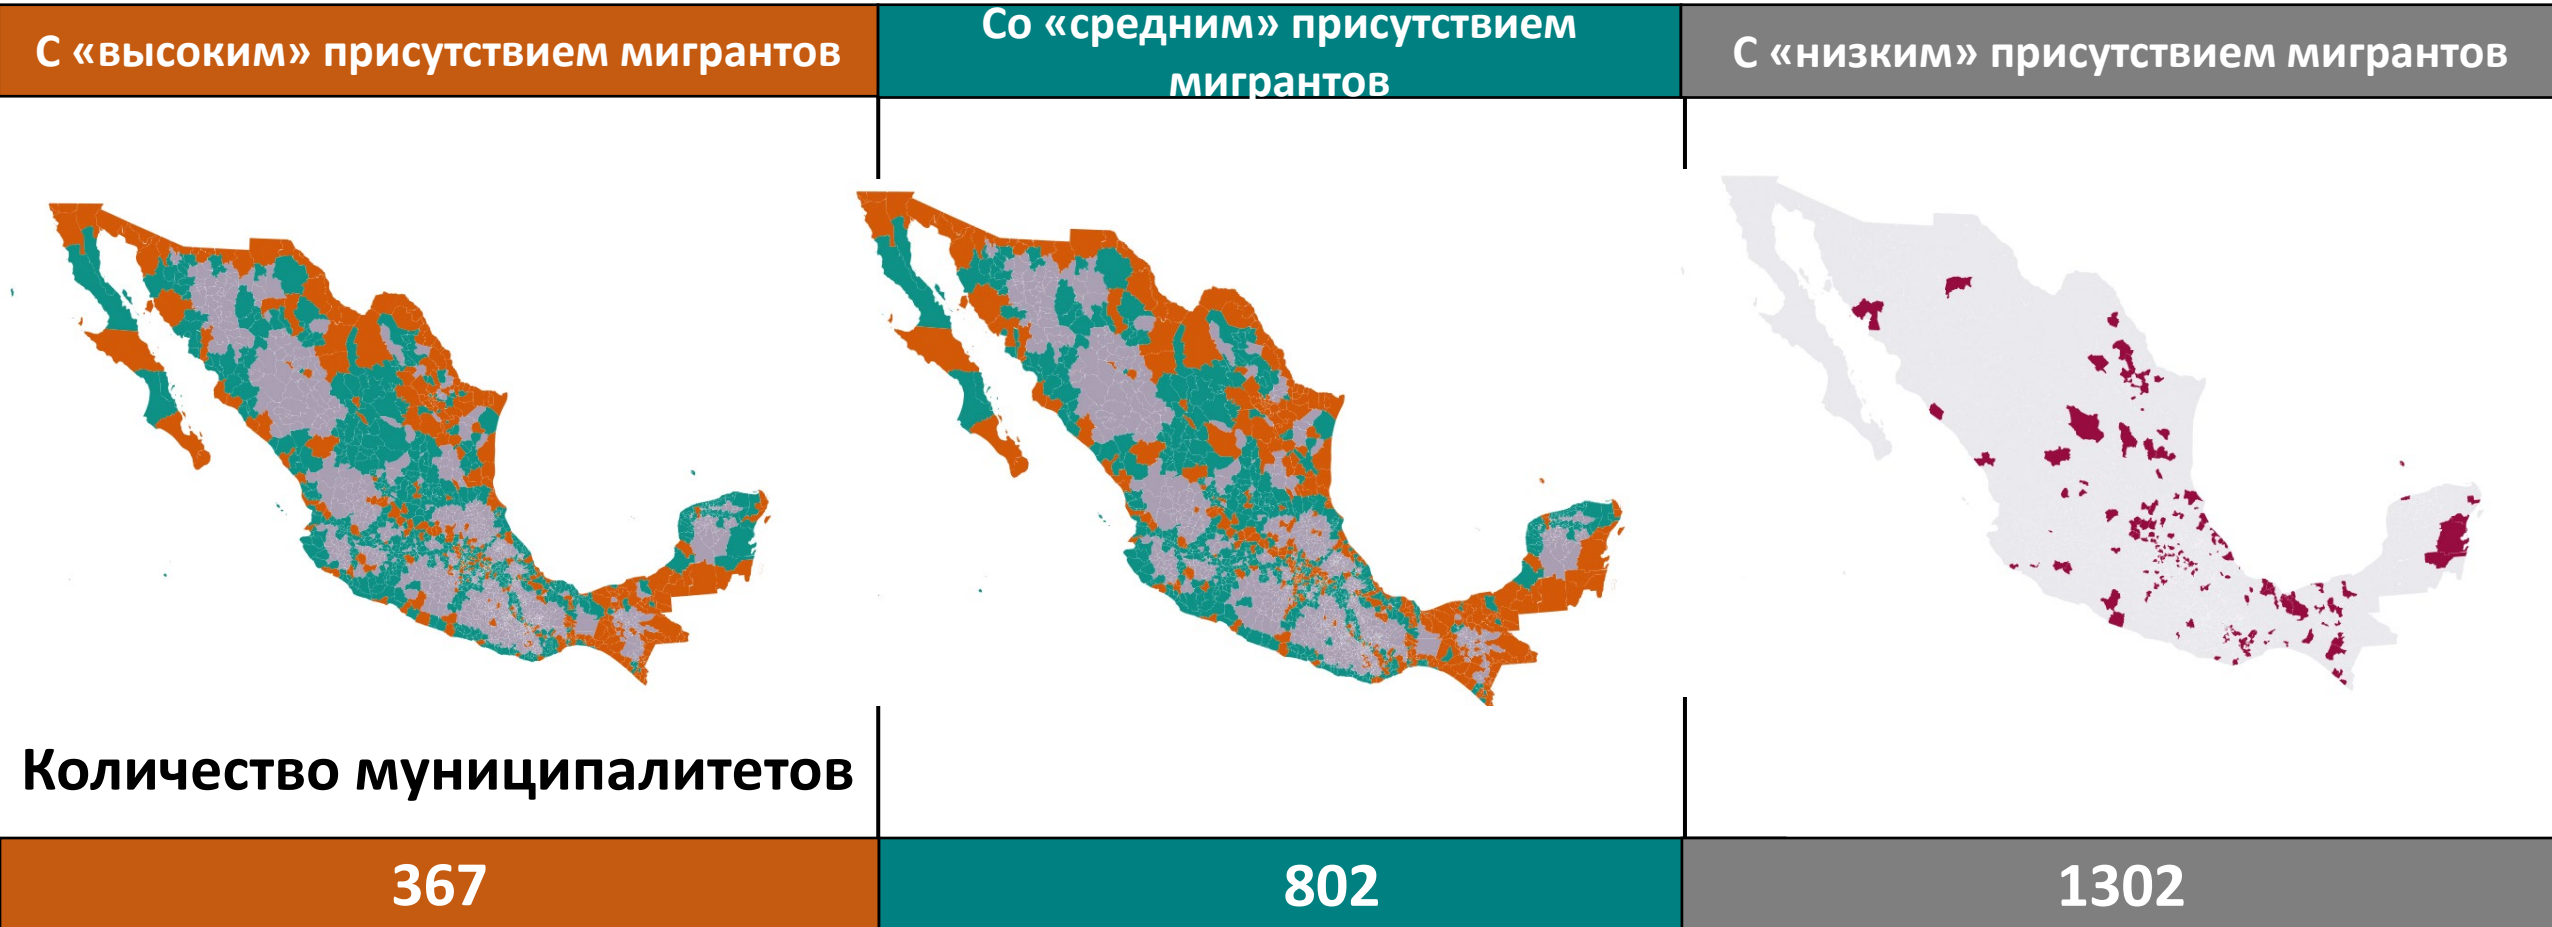 С «высоким» присутствием мигрантов
Со «средним» присутствием
мигрантов
С «низким» присутствием мигрантов
Количество муниципалитетов
367
802
1302